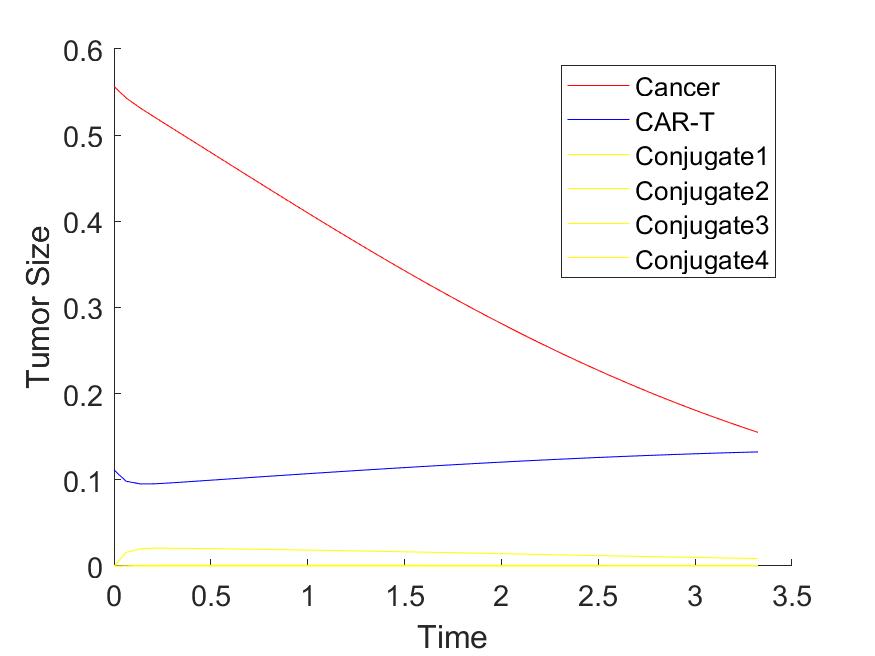 0.6
0.5
0.4
0.3
0.2
0.1
0
Tumor Size
Cancer
CAR-T
Conjugate1
Conjugate2
Conjugate3
Conjugate4
0 0.5 1 1.5 2 2.5 3 3.5
Time